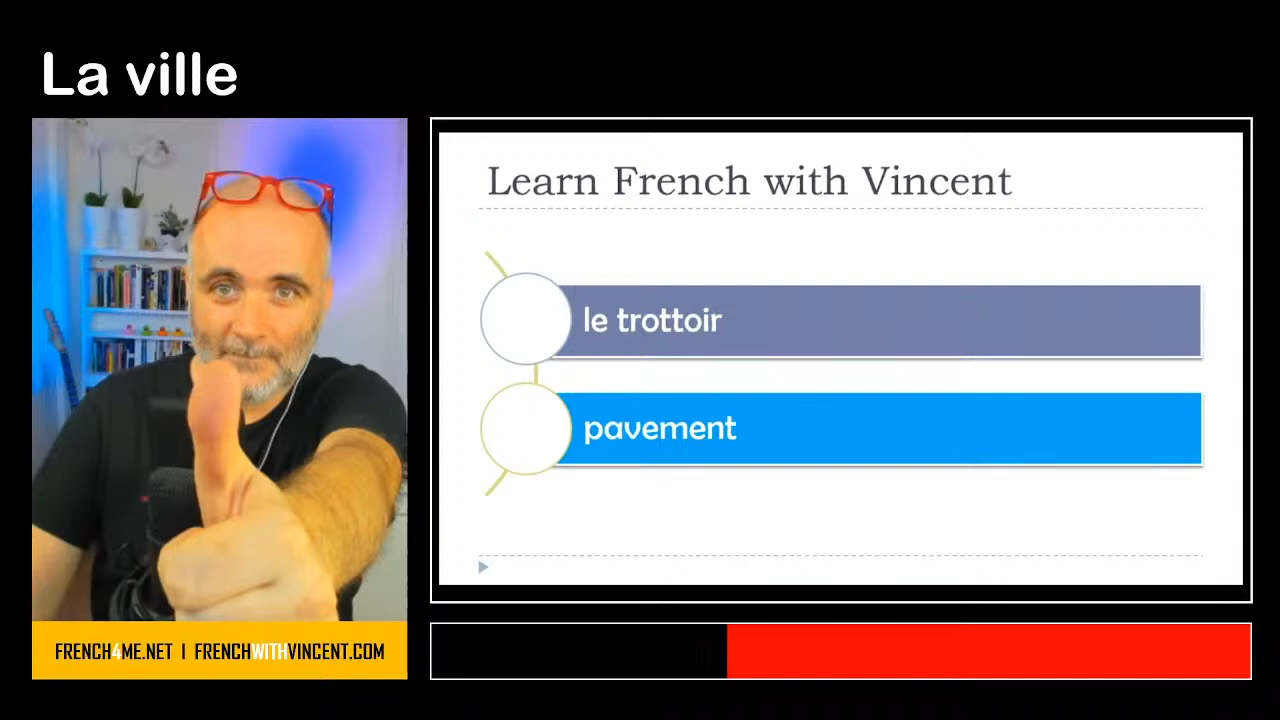 La ville
Learn French with Vincent
le trottoir
pavement
FRENCH4ME.NET | FRENCHWITHVINCENT.COM